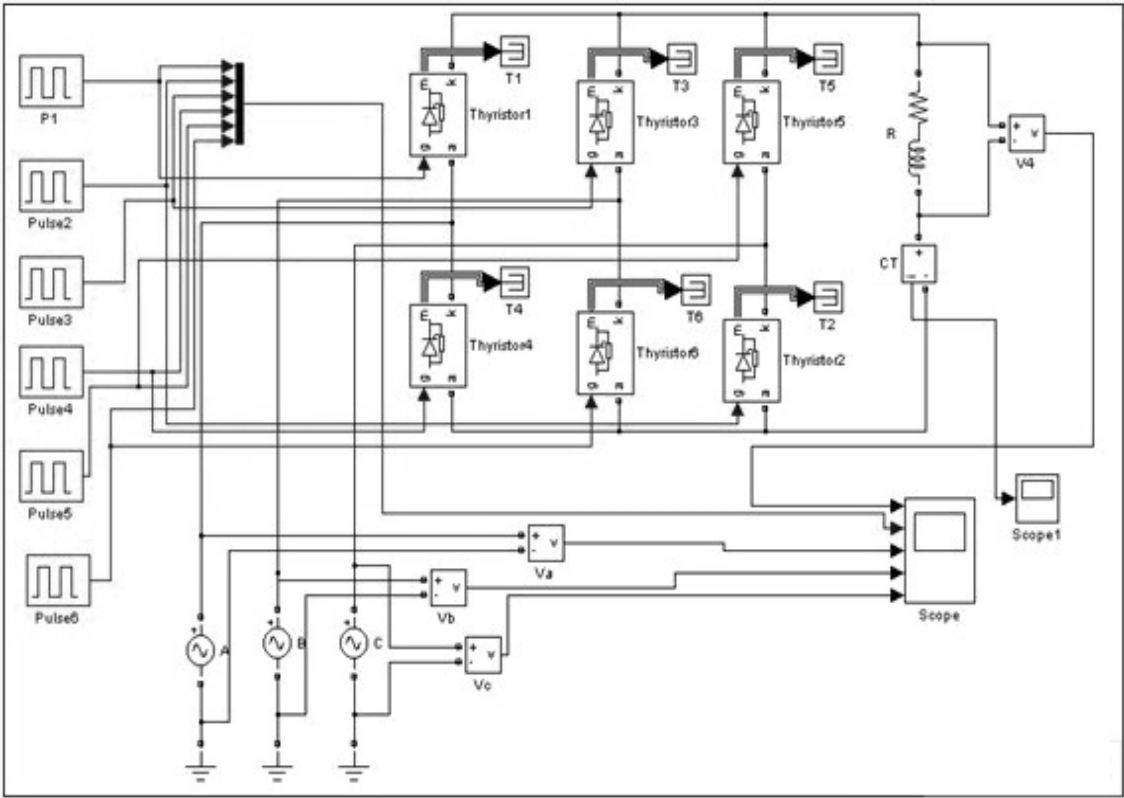 P1
Pulse2
Pulse3
Pulse4
Pulse5
Pulse6
m k
g a
Thyristor1
T1
m k
g a
Thyristor3
T3
m k
g a
Thyristor5
T5
m k
g a
Thyristor4
T4
m k
g a
Thyristor6
T6
m k
g a
Thyristor2
T2
R
+
-
v
V4
CT
+
i -
+
-
v
Va
+
-
v
Vb
+
-
v
Vc
+
A
+
B
+
C
Scope
Scope1